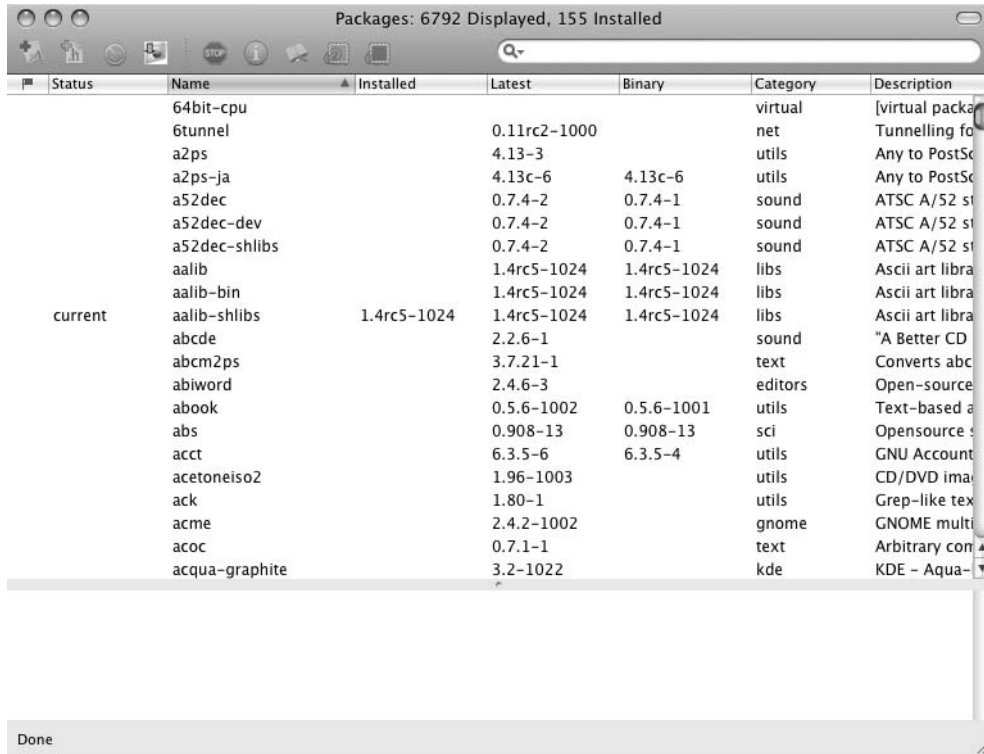 Packages: 6792 Displayed, 155 Installed
STOP
Status Name Installed Latest Binary Category Description
64bit-cpu virtual [virtual packa
6tunnel 0.11rc2-1000 net Tunnelling fo
a2ps 4.13-3 utils Any to PostSc
a2ps-ja 4.13c-6 4.13c-6 utils Any to PostSc
a52dec 0.7.4-2 0.7.4-1 sound ATSC A/52 st
a52dec-dev 0.7.4-2 0.7.4-1 sound ATSC A/52 st
a52dec-shlibs 0.7.4-2 0.7.4-1 sound ATSC A/52 st
aalib 1.4rc5-1024 1.4rc5-1024 libs Ascii art libra
aalib-bin 1.4rc5-1024 1.4rc5-1024 libs Ascii art libra
current aalib-shlibs 1.4rc5-1024 1.4rc5-1024 1.4rc5-1024 libs Ascii art libra
abcde 2.2.6-1 sound "A Better CD
abcm2ps 3.7.21-1 text Converts abc
abiword 2.4.6-3 editors Open-source
abook 0.5.6-1002 0.5.6-1001 utils Text-based a
abs 0.908-13 0.908-13 sci Opensource s
acct 6.3.5-6 6.3.5-4 utils GNU Account
acetoneiso2 1.96-1003 utils CD/DVD imag
ack 1.80-1 utils Grep-like tex
acme 2.4.2-1002 gnome GNOME multi
acoc 0.7.1-1 text Arbitrary com
acqua-graphite 3.2-1022 kde KDE - Aqua-
Done